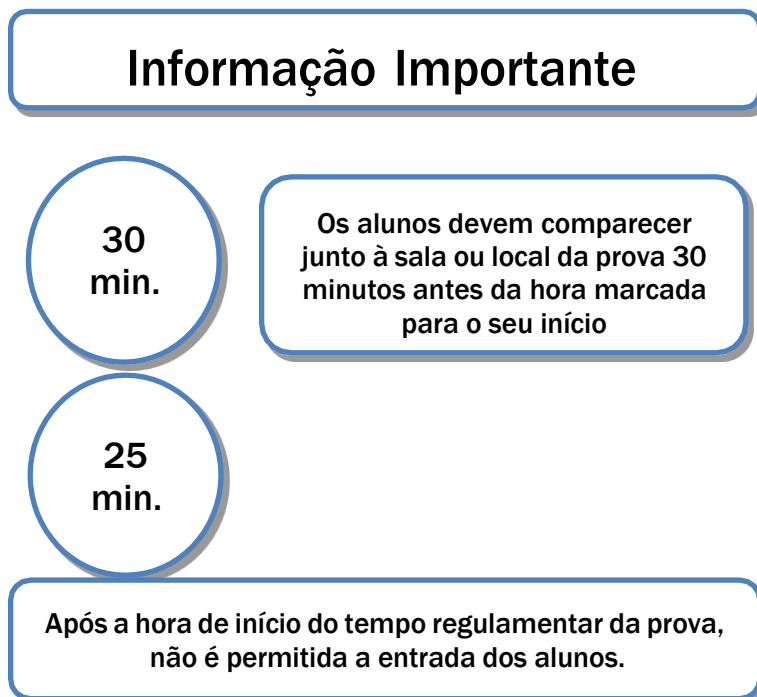 Informação Importante
30
min.
Os alunos devem comparecer
junto à sala ou local da prova 30
minutos antes da hora marcada
para o seu início
25
min.
Após a hora de início do tempo regulamentar da prova,
não é permitida a entrada dos alunos.